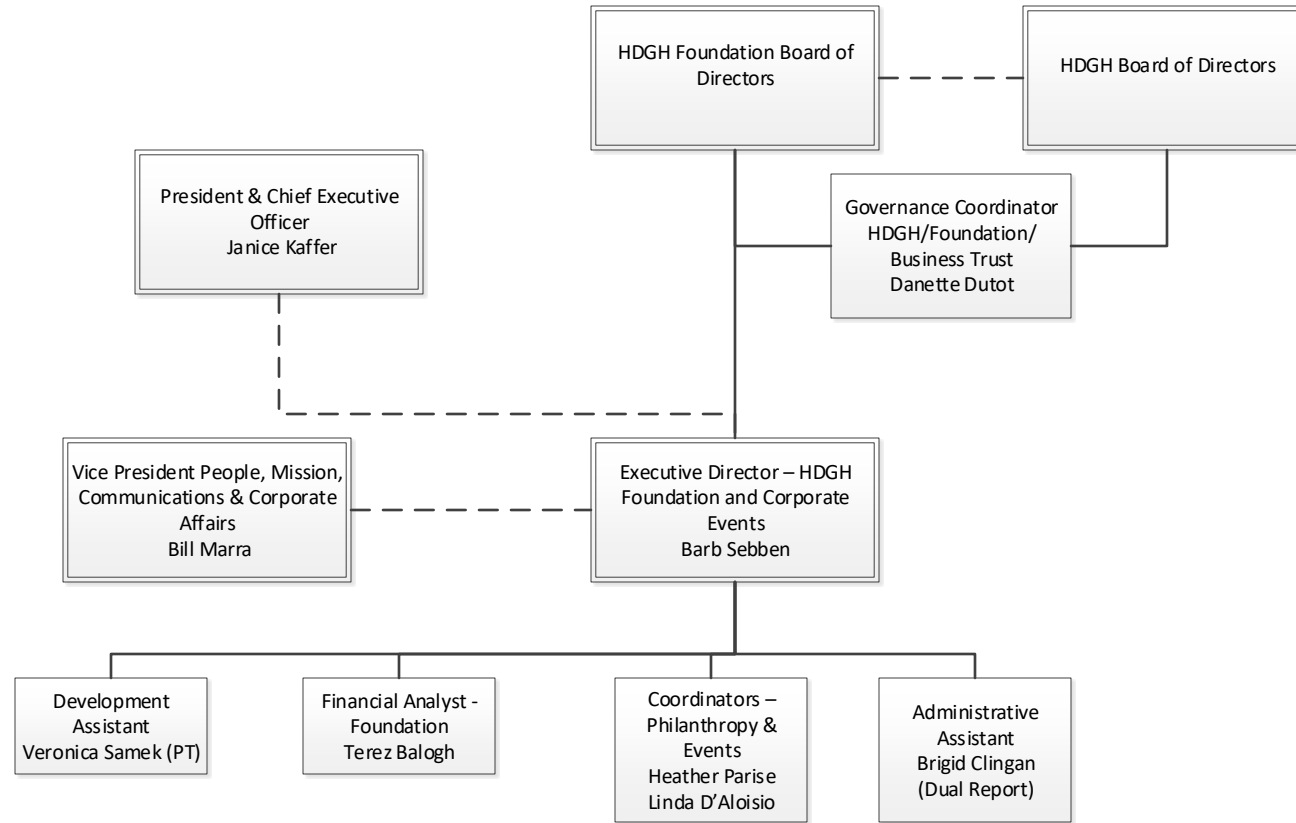 HDGH Foundation Board of
Directors
HDGH Board of Directors
President & Chief Executive
Officer
Janice Kaffer
Governance Coordinator
HDGH/Foundation/
Business Trust
Danette Dutot
Vice President People, Mission,
Communications & Corporate
Affairs
Bill Marra
Executive Director – HDGH
Foundation and Corporate
Events
Barb Sebben
Development
Assistant
Veronica Samek (PT)
Financial Analyst -
Foundation
Terez Balogh
Coordinators –
Philanthropy &
Events
Heather Parise
Linda D’Aloisio
Administrative
Assistant
Brigid Clingan
(Dual Report)